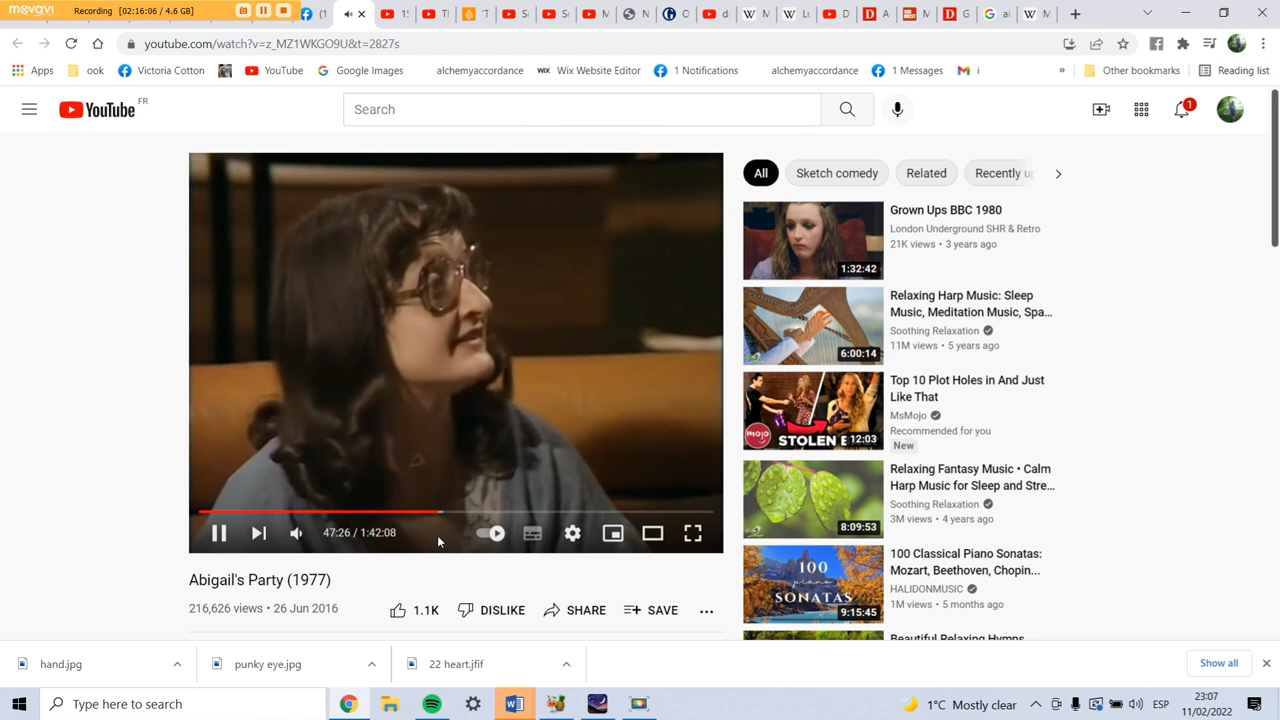 movavi Recording (02:16:06 / 4.6
(1
youtube.com/watch?v=z_MZ1WKGO9U&t=2827s
Apps ook Victoria Cotton YouTube Google Images alchemyaccordance WIX Wix Website Editor 1 Notifications alchemyaccordance 1 Messages i » Other bookmarks Reading list
YouTube FR
Search
1
All Sketch comedy Related Recently
Grown Ups BBC 1980
London Underground SHR & Retro
21K views • 3 years ago
1:32:42
Relaxing Harp Music: Sleep
Music, Meditation Music, Spa...
Soothing Relaxation
11M views • 5 years ago
6:00:14
Top 10 Plot Holes in And Just
Like That
MsMojo
Recommended for you
New
mojo STOLEN 12:03
Relaxing Fantasy Music • Calm
Harp Music for Sleep and Stre...
Soothing Relaxation
3M views • 4 years ago
8:09:53
100 Classical Piano Sonatas:
Mozart, Beethoven, Chopin...
HALIDONMUSIC
1M views • 5 months ago
100
piano
SONATAS
9:15:45
Beautiful Relaxing Hymns
47:26 / 1:42:08
Abigail's Party (1977)
216,626 views • 26 Jun 2016
1.1K DISLIKE SHARE SAVE ...
hand.jpg punky eye.jpg 22 heart.jfif Show all
Type here to search
1°C Mostly clear ESP
23:07
11/02/2022